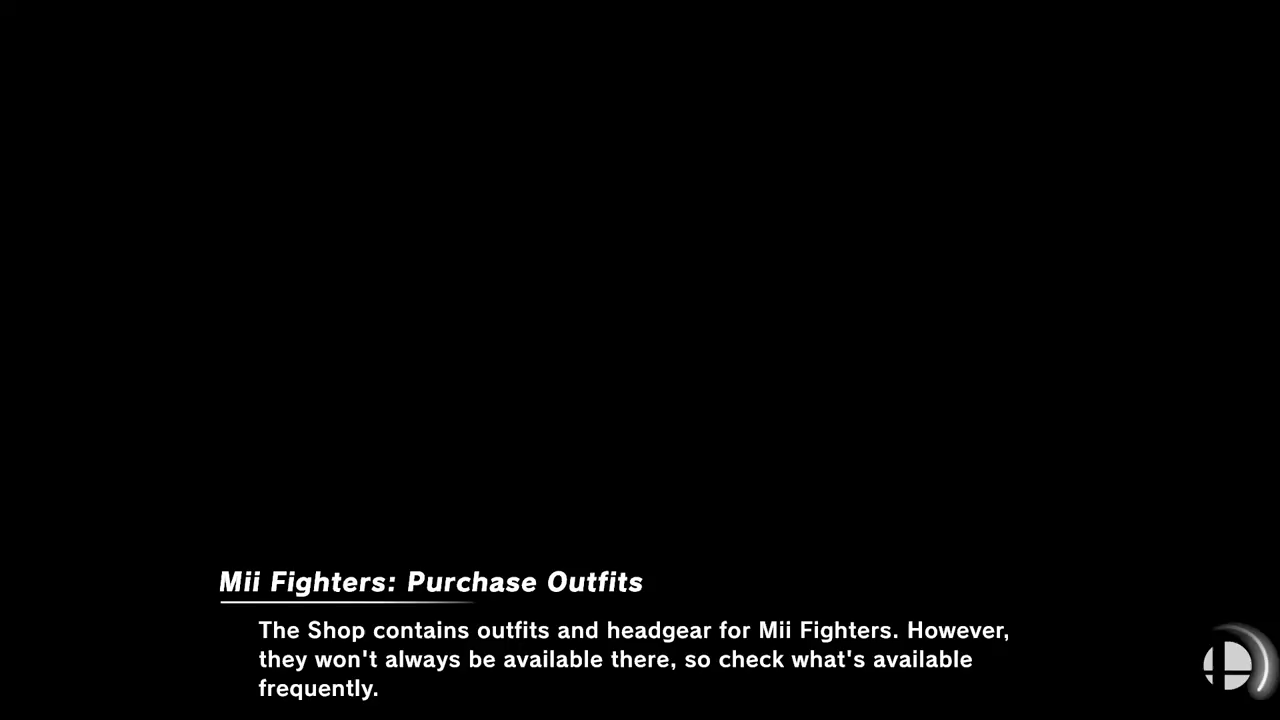 Mii Fighters: Purchase Outfits
The Shop contains outfits and headgear for Mii Fighters. However,
they won't always be available there, so check what's available
frequently.